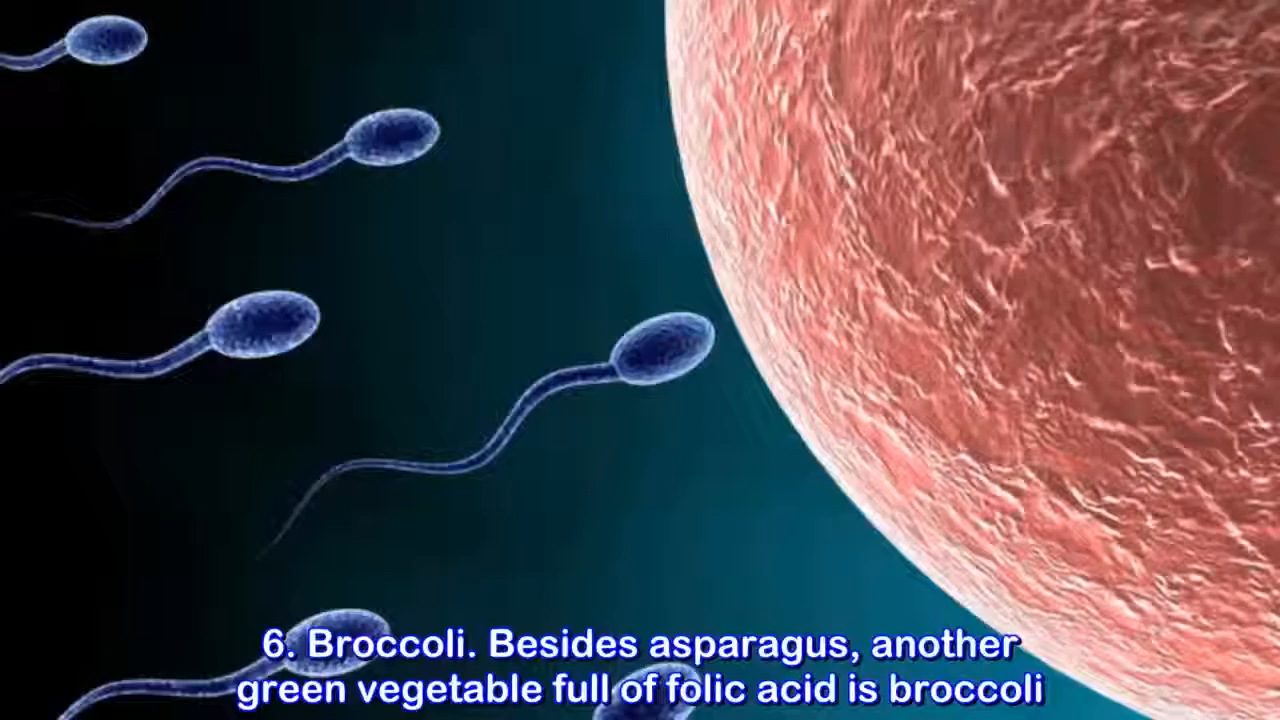 6. Broccoli. Besides asparagus, another
green vegetable full of folic acid is broccoli